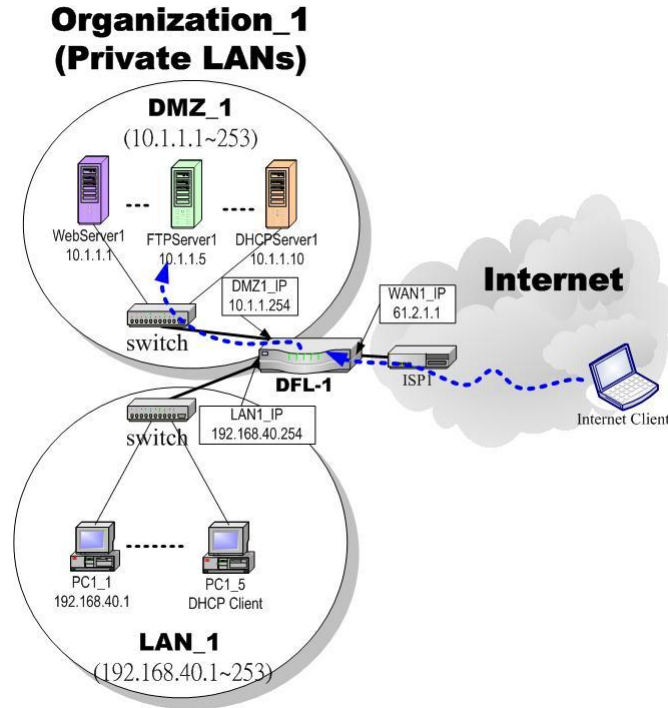 Organization_1
(Private LANs)
DMZ_1
(10.1.1.1~253)
WebServer1
10.1.1.1
FTPServer1
10.1.1.5
DHCPServer1
10.1.1.10
DMZ1_IP
10.1.1.254
WAN1_IP
61.2.1.1
Internet
switch
DFL-1
ISP1
Internet Client
switch
LAN1_IP
192.168.40.254
PC1_1
192.168.40.1
PC1_5
DHCP Client
LAN_1
(192.168.40.1~253)